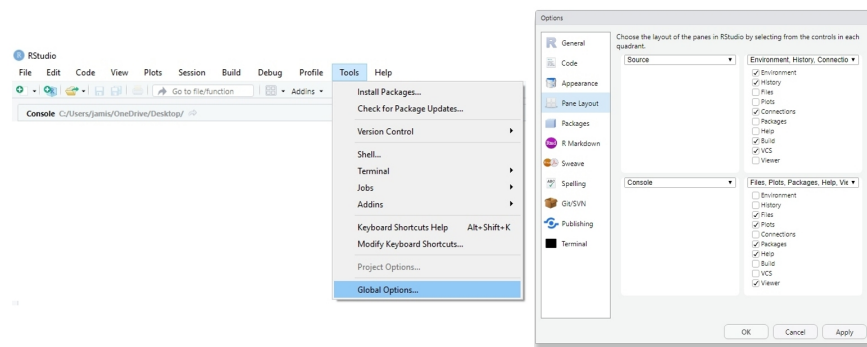 RStudio
File Edit Code View Plots Session Build Debug Profile Tools Help
Go to file/function Addins
Console C:/Users/jamis/OneDrive/Desktop/
Install Packages...
Check for Package Updates...
Version Control
Shell...
Terminal
Jobs
Addins
Keyboard Shortcuts Help Alt+Shift+K
Modify Keyboard Shortcuts...
Project Options...
Global Options...
Options
General
Code
Appearance
Pane Layout
Packages
R Markdown
Sweave
Spelling
Git/SVN
Publishing
Terminal
Choose the layout of the panes in RStudio by selecting from the controls in each
quadrant.
Source
Environment, History, Connectio
Environment
History
Files
Plots
Connections
Packages
Help
Build
VCS
Viewer
Console
Files, Plots, Packages, Help, Vie
Environment
History
Files
Plots
Connections
Packages
Help
Build
VCS
Viewer
OK Cancel Apply